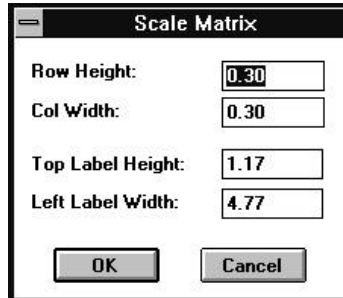 Scale Matrix
Row Height: 0.30
Col Width: 0.30
Top Label Height: 1.17
Left Label Width: 4.77
OK Cancel